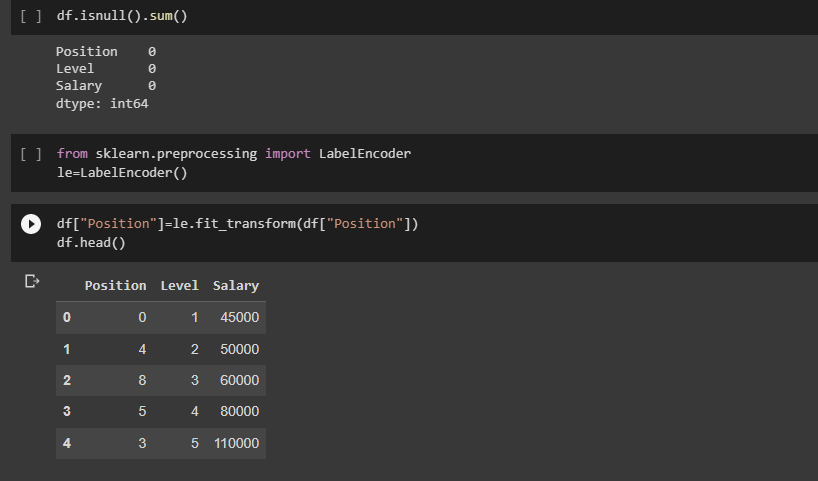 [ ] df.isnull().sum()
Position 0
Level 0
Salary 0
dtype: int64
[ ] from sklearn.preprocessing import LabelEncoder
le=LabelEncoder()
df["Position"]=le.fit_transform(df["Position"])
df.head()
Position Level Salary
0 0 1 45000
1 4 2 50000
2 8 3 60000
3 5 4 80000
4 3 5 110000